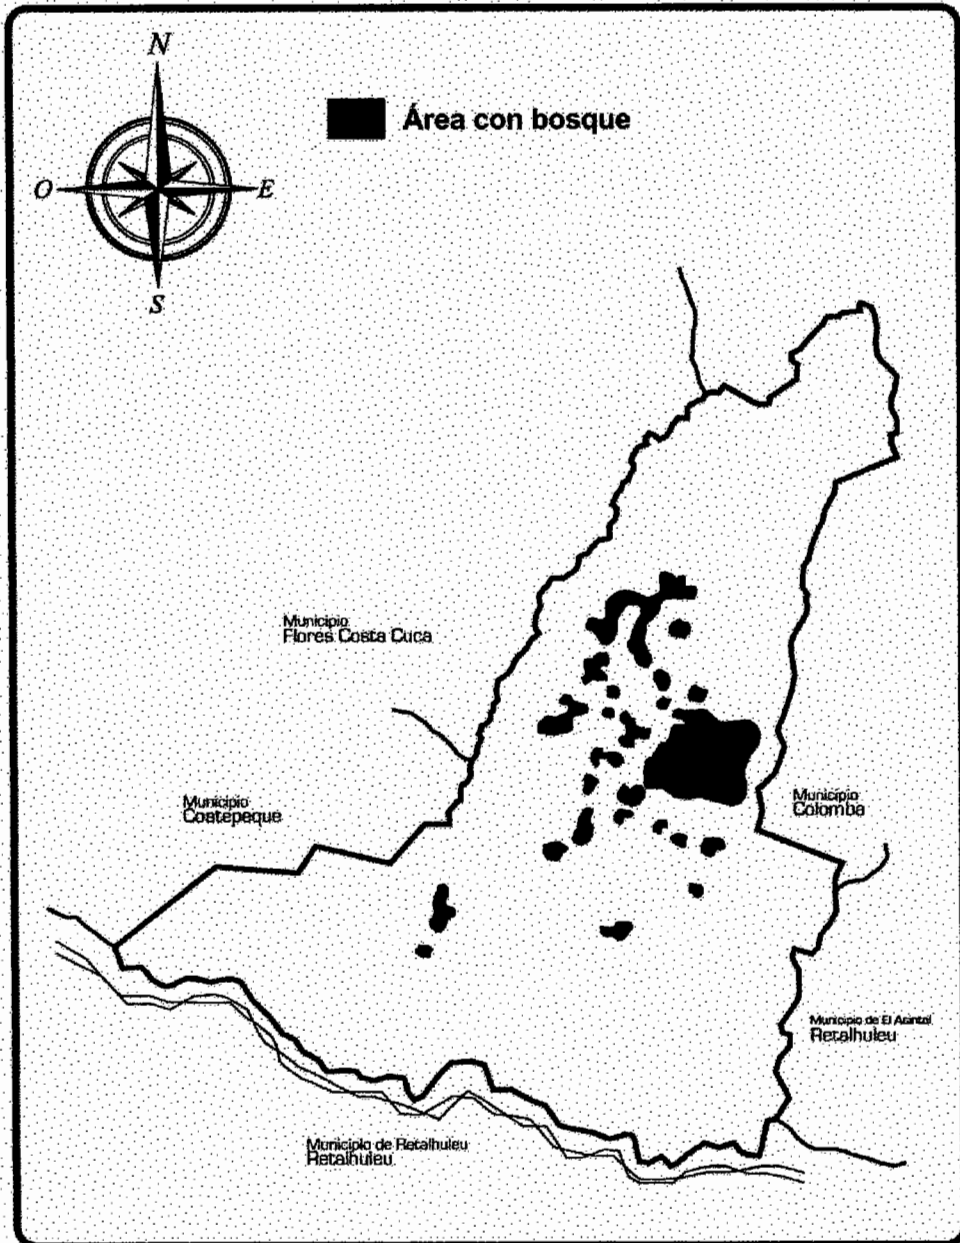 N
Área con bosque
O
E
S
Municipio
Flores Costa Cuca
Municipio
Coatepeque
Municipio
Colomba
Municipio de El Asintal
Retalhuleu
Municipio de Retalhuleu
Retalhuleu